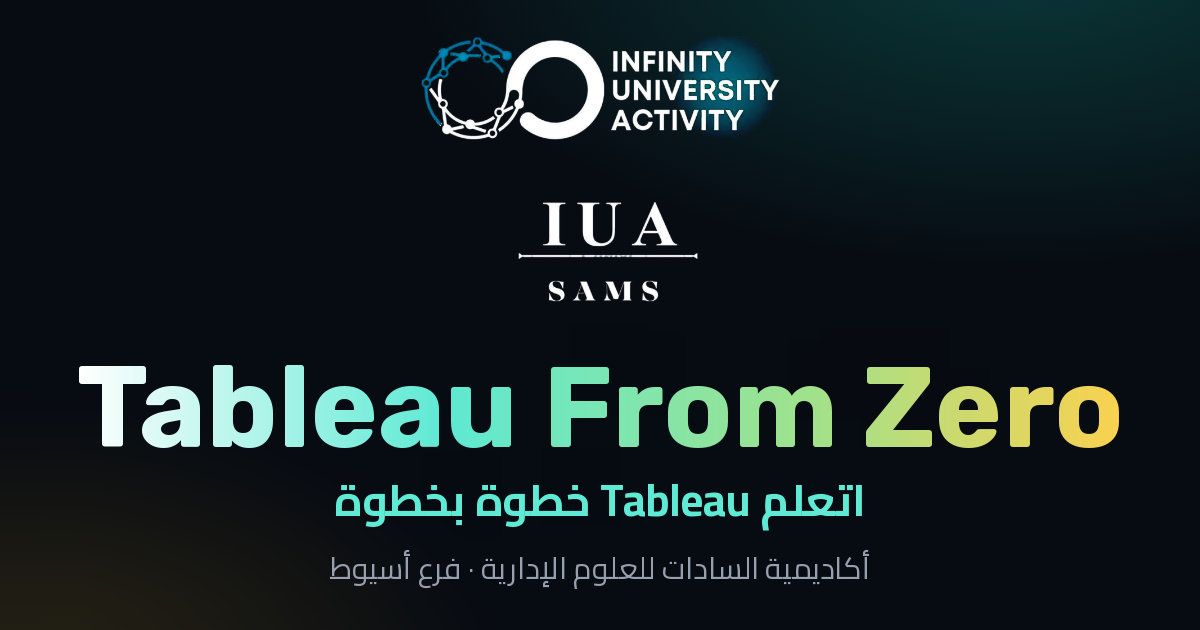 INFINITY
UNIVERSITY
ACTIVITY
IUA
SAMS
Tableau From Zero
اتعلم Tableau خطوة بخطوة
أكاديمية السادات للعلوم الإدارية · فرع أسيوط